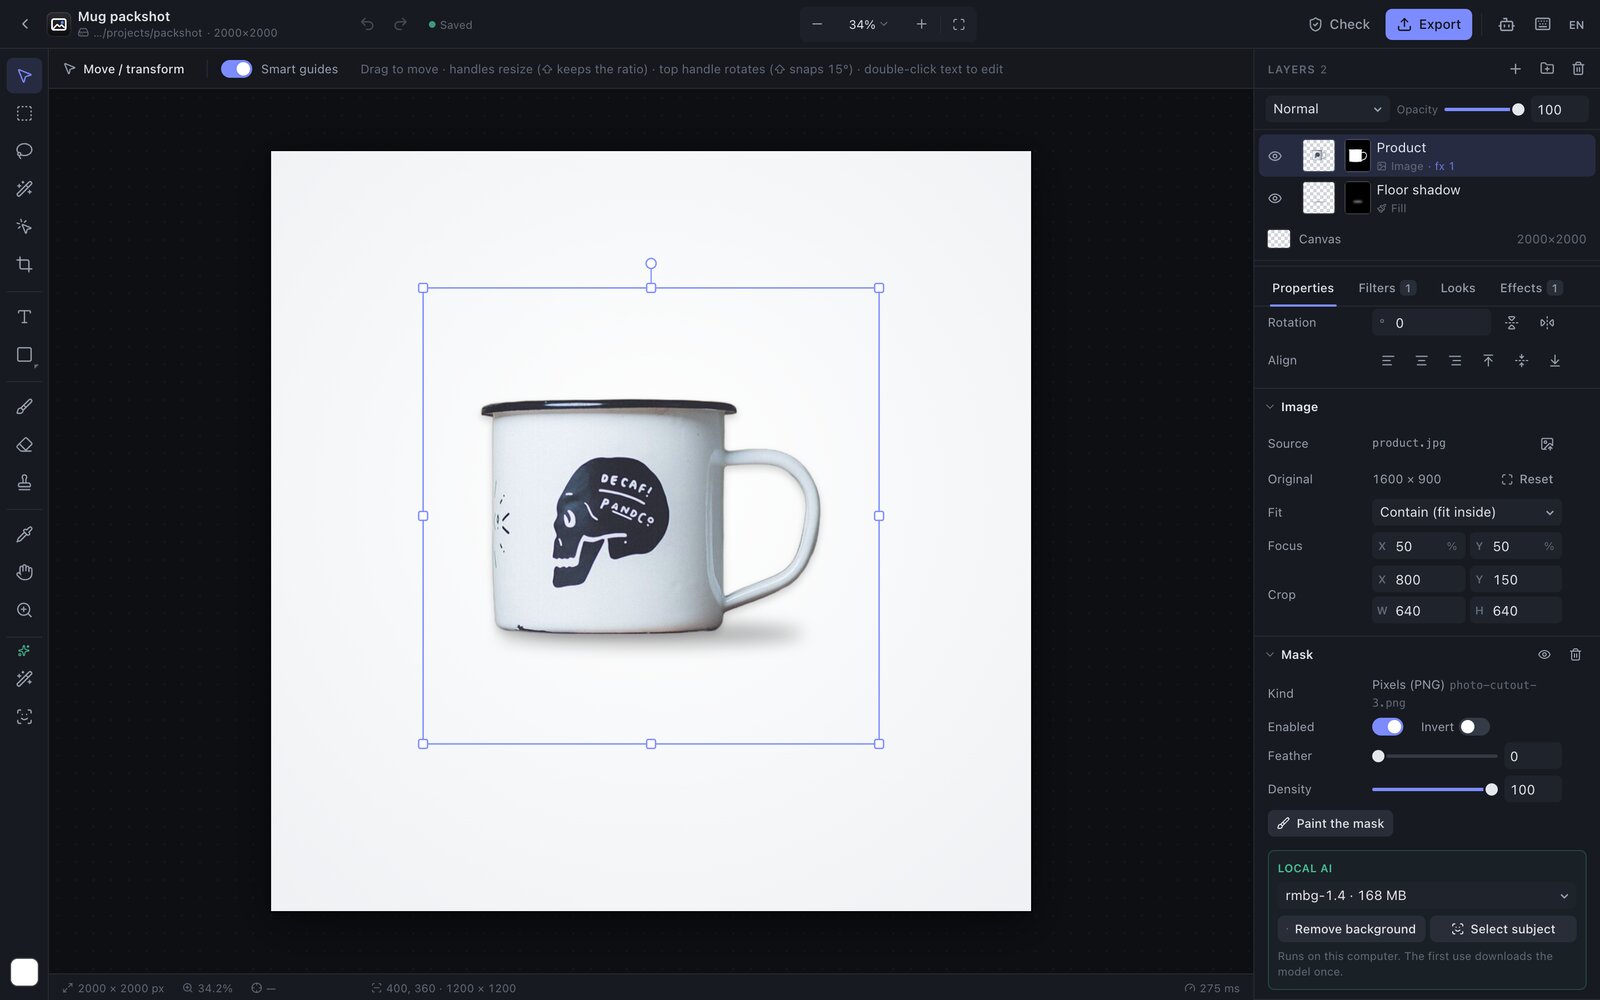 Mug packshot
.../projects/packshot · 2000×2000
Saved
34%
Check
Export
EN
Move / transform
Smart guides
Drag to move · handles resize (⇧ keeps the ratio) · top handle rotates (⇧ snaps 15°) · double-click text to edit
LAYERS 2
Normal
Opacity
100
Product
Image · fx 1
Floor shadow
Fill
Canvas
2000×2000
Properties
Filters 1
Looks
Effects 1
Rotation
° 0
Align
Image
Source
product.jpg
Original
1600 × 900
Reset
Fit
Contain (fit inside)
Focus
X 50 %
Y 50 %
Crop
X 800
Y 150
W 640
H 640
Mask
Kind
Pixels (PNG) photo-cutout-
3.png
Enabled
Invert
Feather
0
Density
100
Paint the mask
LOCAL AI
rmbg-1.4 · 168 MB
Remove background
Select subject
Runs on this computer. The first use downloads the
model once.
DECAF!
PANDCO
2000 × 2000 px
34.2%
—
400, 360 · 1200 × 1200
275 ms